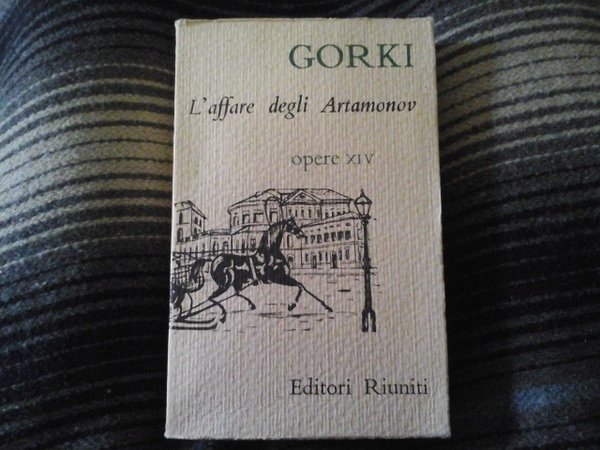 GORKI
L'affare degli Artamonov
opere XIV
Editori Riuniti